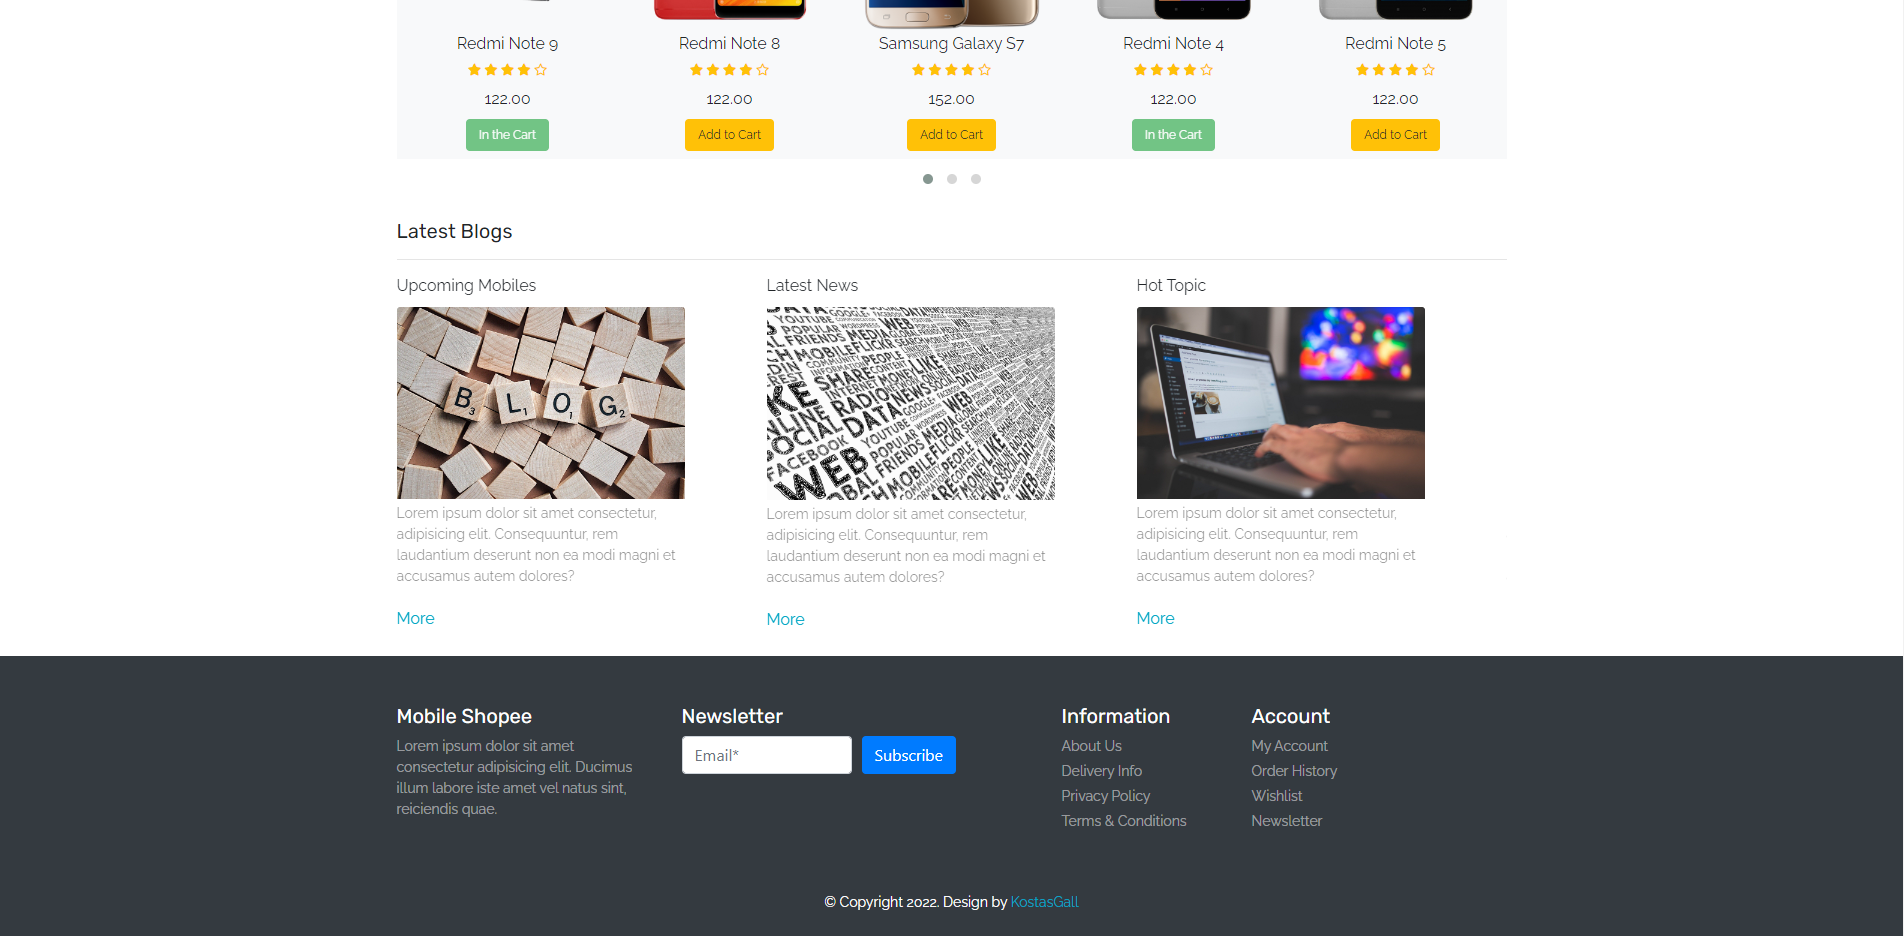 Redmi Note 9
Redmi Note 8
Samsung Galaxy S7
Redmi Note 4
Redmi Note 5
122.00
122.00
152.00
122.00
122.00
In the Cart
Add to Cart
Add to Cart
In the Cart
Add to Cart
Latest Blogs
Upcoming Mobiles
B3 L1 O1 G2
Lorem ipsum dolor sit amet consectetur,
adipisicing elit. Consequuntur, rem
laudantium deserunt non ea modi magni et
accusamus autem dolores?
More
Latest News
Lorem ipsum dolor sit amet consectetur,
adipisicing elit. Consequuntur, rem
laudantium deserunt non ea modi magni et
accusamus autem dolores?
More
Hot Topic
Lorem ipsum dolor sit amet consectetur,
adipisicing elit. Consequuntur, rem
laudantium deserunt non ea modi magni et
accusamus autem dolores?
More
Mobile Shopee
Lorem ipsum dolor sit amet
consectetur adipisicing elit. Ducimus
illum labore iste amet vel natus sint,
reiciendis quae.
Newsletter
Email*
Subscribe
Information
About Us
Delivery Info
Privacy Policy
Terms & Conditions
Account
My Account
Order History
Wishlist
Newsletter
© Copyright 2022. Design by KostasGall